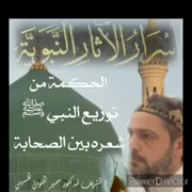 أسرار الآثار النبوية
الحكمة من
توزيع النبي ﷺ
شعره بين الصحابة
PowerDirector